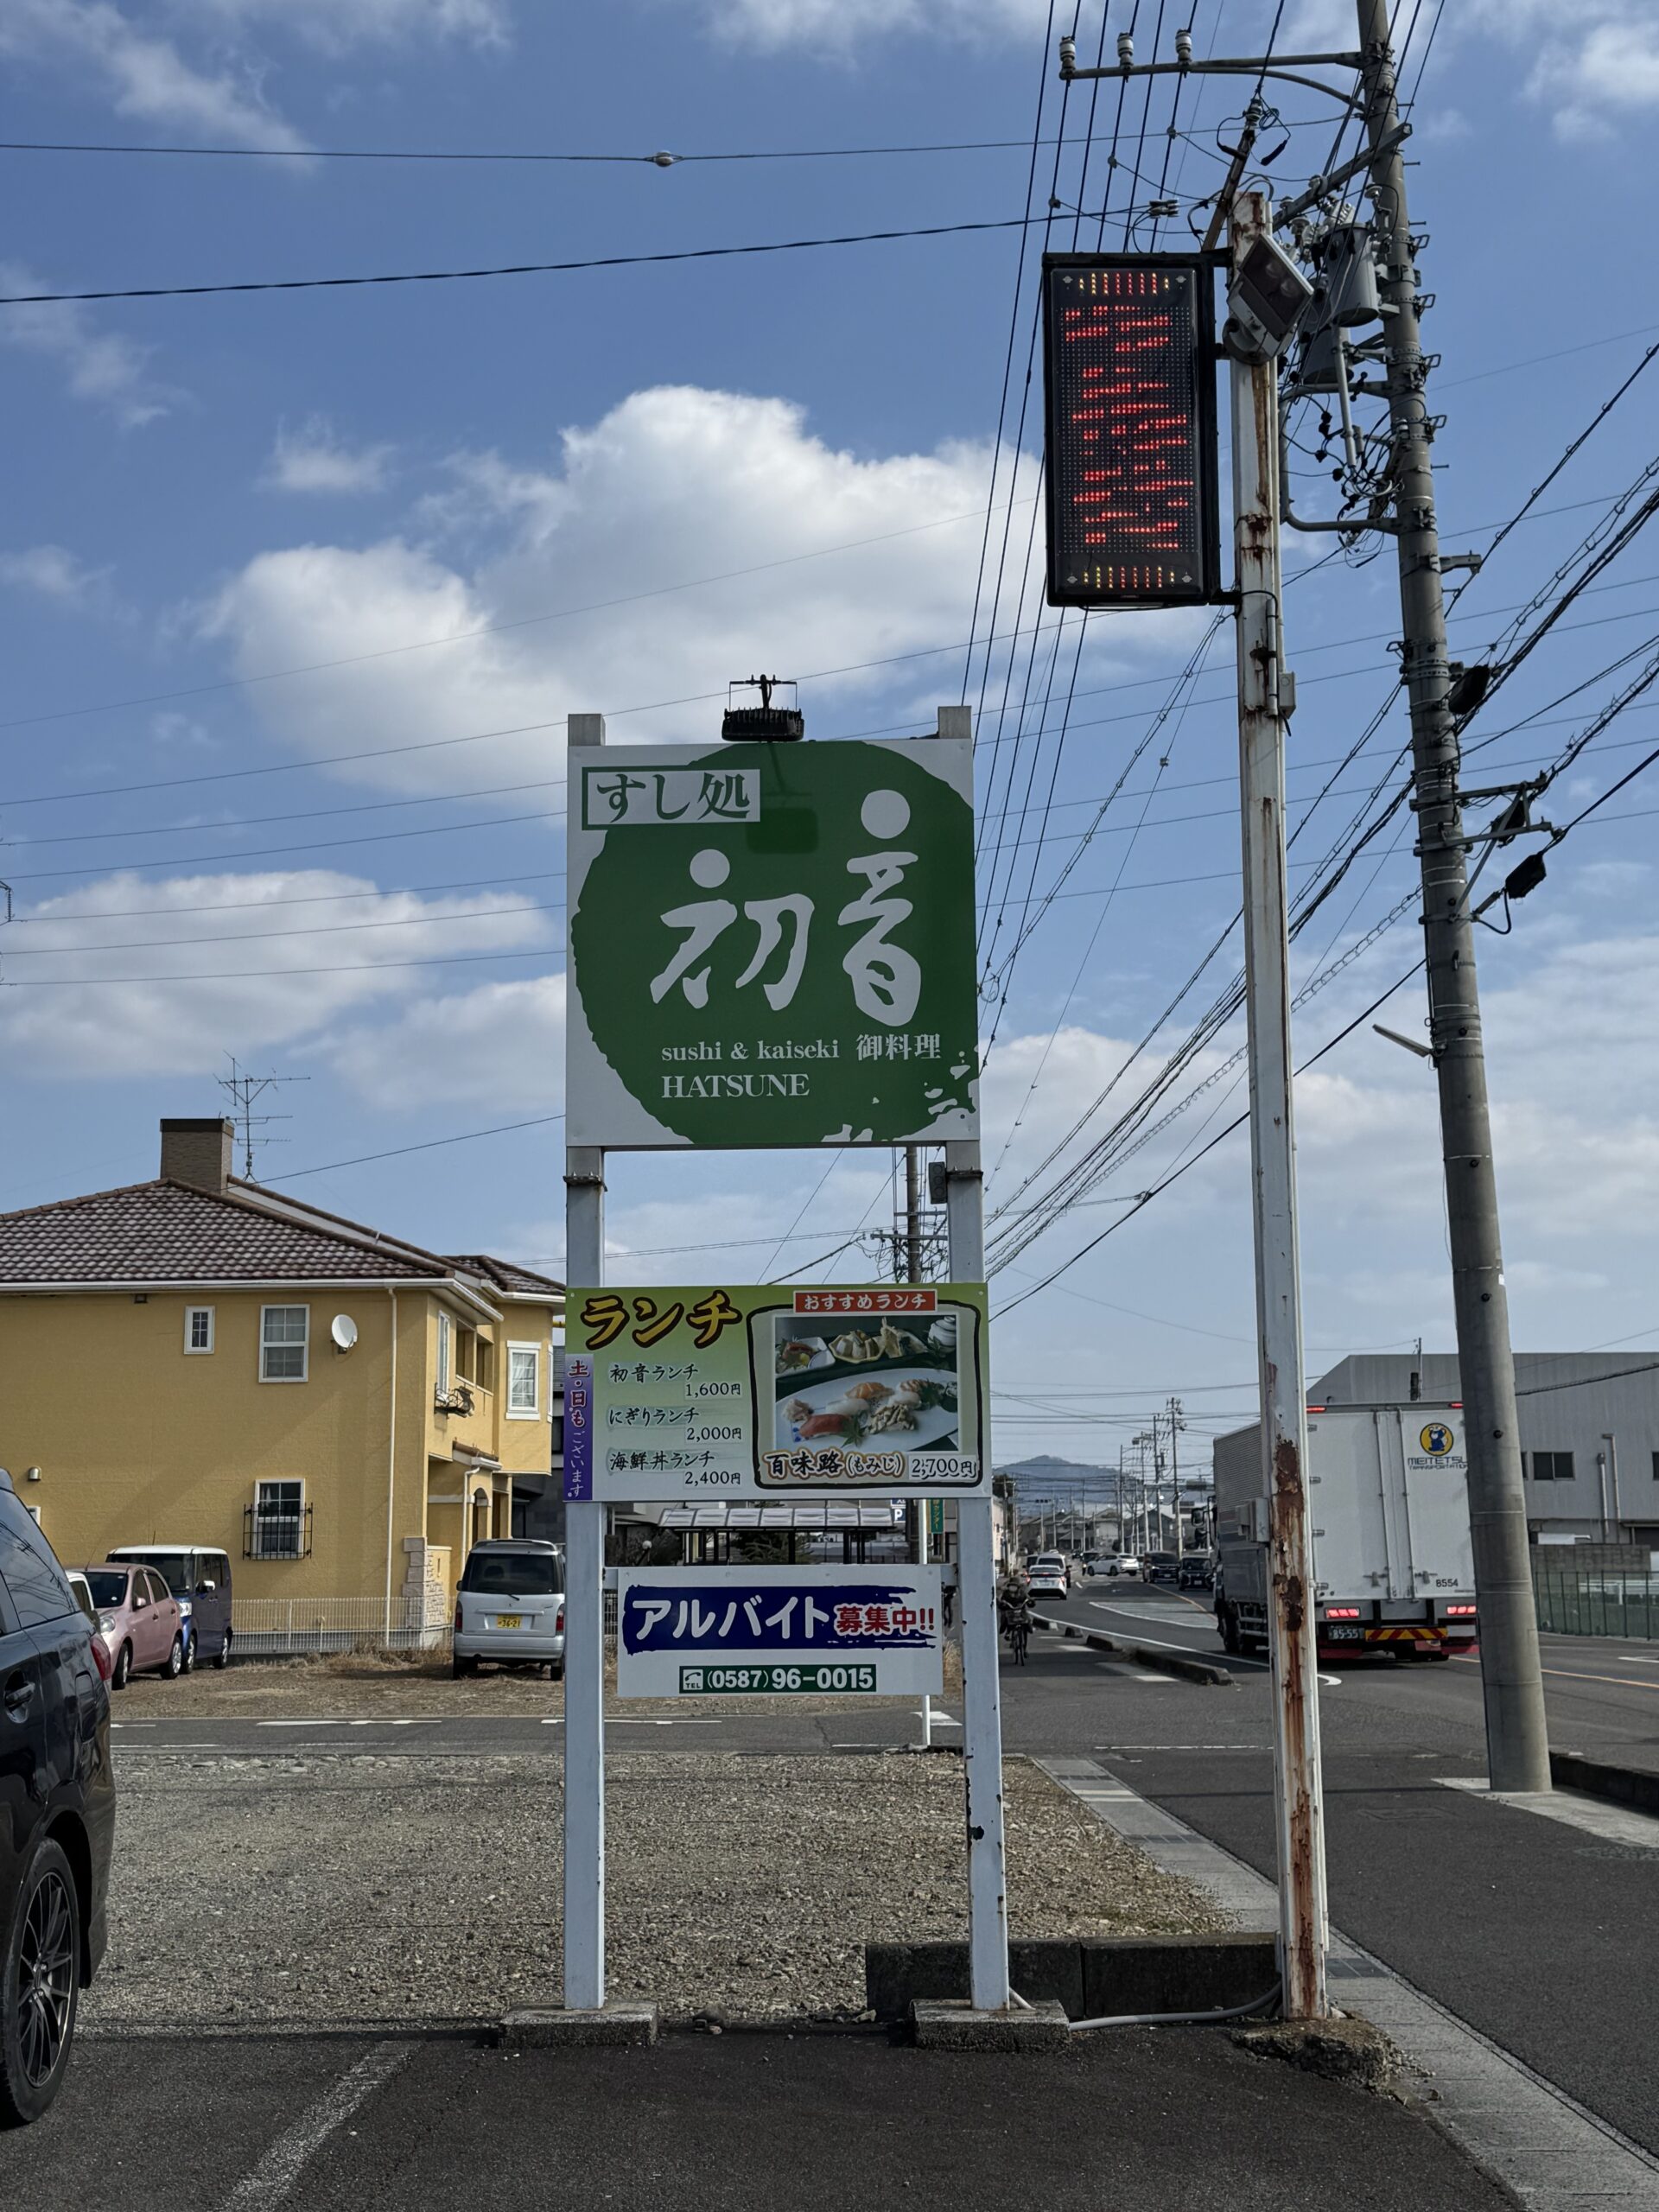 すし処
初音
sushi & kaiseki 御料理
HATSUNE
ランチ
土・日もございます。
初音ランチ
1,600円
にぎりランチ
2,000円
海鮮丼ランチ
2,400円
おすすめランチ
百味路(もみじ) 2,700円
アルバイト募集中!!
TEL (0587)96-0015
MEITETSU
8554
36-21
P